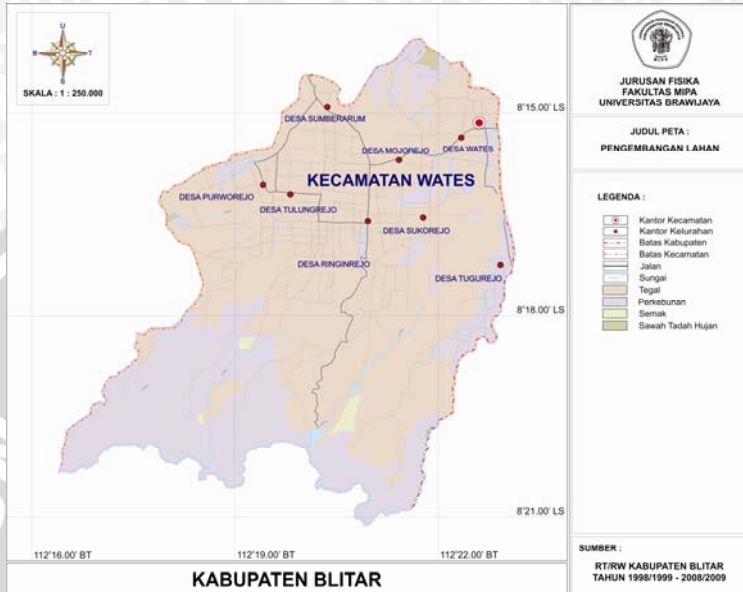 U
T
S
SKALA : 1 : 250.000
DESA SUMBERARUM
DESA MOJOREJO
DESA WATES
KECAMATAN WATES
DESA PURWOREJO
DESA TULUNGREJO
DESA SUKOREJO
DESA RINGINREJO
DESA TUGUREJO
8°15.00' LS
8°18.00' LS
8°21.00' LS
112°16.00' BT
112°19.00' BT
112°22.00' BT
KABUPATEN BLITAR
JURUSAN FISIKA
FAKULTAS MIPA
UNIVERSITAS BRAWIJAYA
JUDUL PETA :
PENGEMBANGAN LAHAN
LEGENDA :
Kantor Kecamatan
Kantor Kelurahan
Batas Kabupaten
Batas Kecamatan
Jalan
Sungai
Tegal
Perkebunan
Semak
Sawah Tadah Hujan
SUMBER :
RT/RW KABUPATEN BLITAR
TAHUN 1998/1999 - 2008/2009